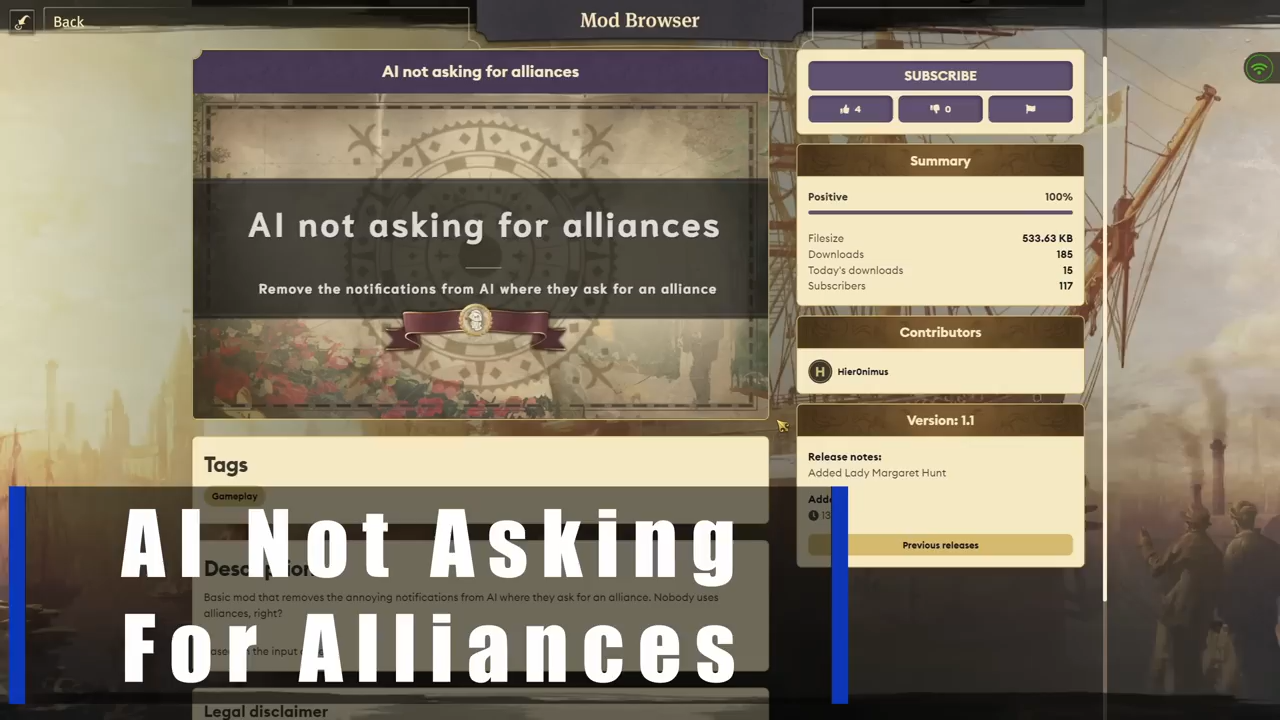 Back
Mod Browser
AI not asking for alliances
AI not asking for alliances
Remove the notifications from AI where they ask for an alliance
SUBSCRIBE
4
0
Summary
Positive 100%
Filesize 533.63 KB
Downloads 185
Today's downloads 15
Subscribers 117
Contributors
H Hier0nimus
Version: 1.1
Release notes:
Added Lady Margaret Hunt
Previous releases
Tags
Gameplay
Description
Basic mod that removes the annoying notifications from AI where they ask for an alliance. Nobody uses
alliances, right?
the input
Legal disclaimer
AI Not Asking
For Alliances